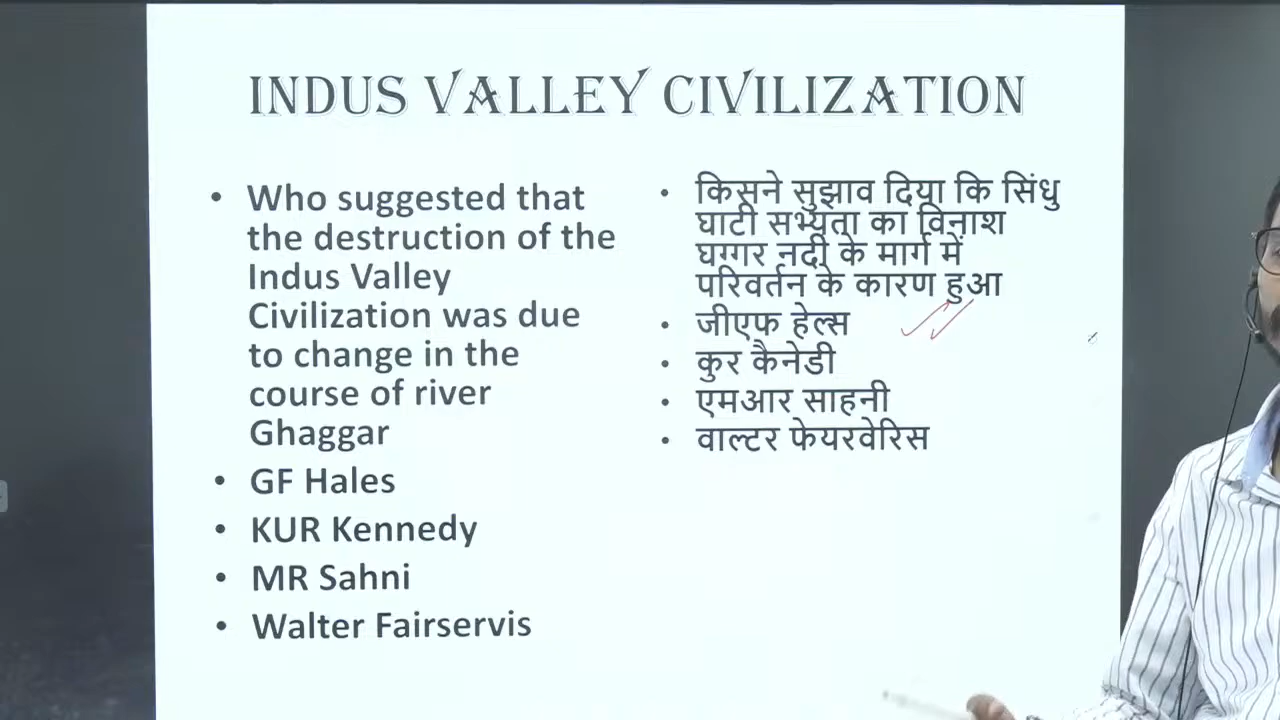 INDUS VALLEY CIVILIZATION
• Who suggested that
the destruction of the
Indus Valley
Civilization was due
to change in the
course of river
Ghaggar
• GF Hales
• KUR Kennedy
• MR Sahni
• Walter Fairservis
• किसने सुझाव दिया कि सिंधु
घाटी सभ्यता का विनाश
घग्गर नदी के मार्ग में
परिवर्तन के कारण हुआ
• जीएफ हेल्स
• कुर कैनेडी
• एमआर साहनी
• वाल्टर फेयरवेरिस